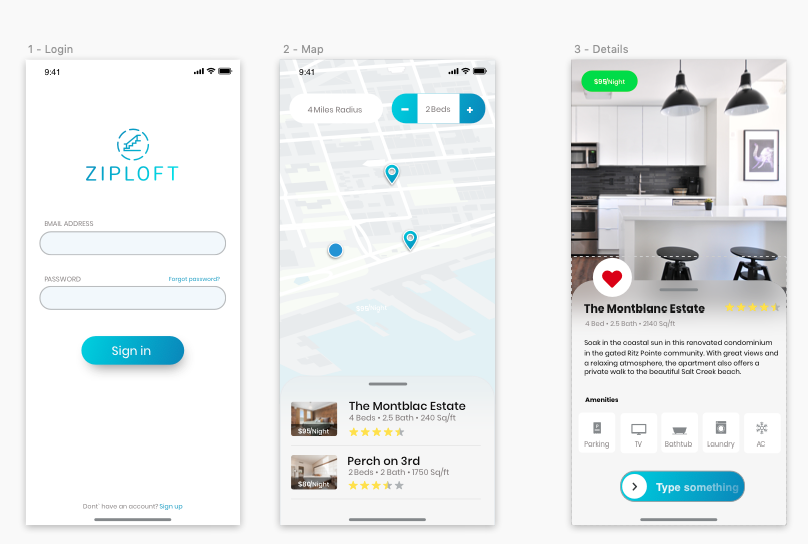 1 - Login
9:41
ZIPLOFT
EMAIL ADDRESS
PASSWORD
Forgot password?
Sign in
Dont` have an account? Sign up
2 - Map
9:41
4 Miles Radius
2 Beds
$95/Night
The Montblac Estate
4 Beds • 2.5 Bath • 240 Sq/ft
$95/Night
Perch on 3rd
2 Beds • 2 Bath • 1750 Sq/ft
$80/Night
3 - Details
$95/Night
The Montblanc Estate
4 Bed • 2.5 Bath • 2140 Sq/ft
Soak in the coastal sun in this renovated condominium
in the gated Ritz Pointe community. With great views and
a relaxing atmosphere, the apartment also offers a
private walk to the beautiful Salt Creek beach.
Amenities
Parking
TV
Bathtub
Laundry
AC
Type something